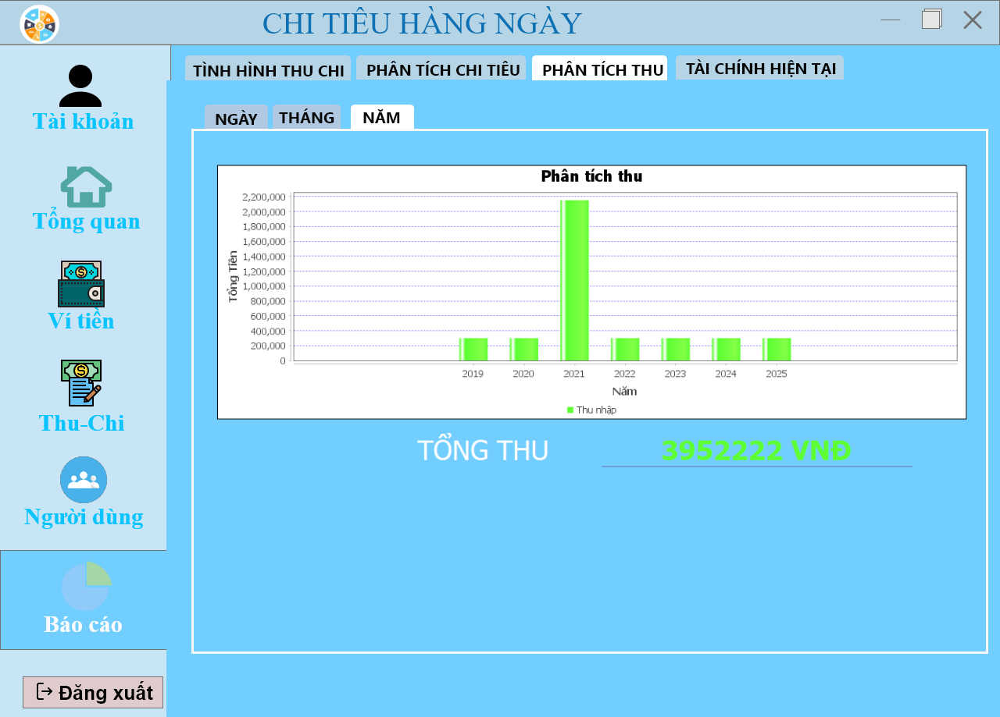 CHI TIÊU HÀNG NGÀY
Tài khoản
Tổng quan
Ví tiền
Thu-Chi
Người dùng
Báo cáo
Đăng xuất
TÌNH HÌNH THU CHI
PHÂN TÍCH CHI TIÊU
PHÂN TÍCH THU
TÀI CHÍNH HIỆN TẠI
NGÀY
THÁNG
NĂM
Phân tích thu
Tổng Tiền
2,200,000
2,000,000
1,800,000
1,600,000
1,400,000
1,200,000
1,000,000
800,000
600,000
400,000
200,000
0
2019 2020 2021 2022 2023 2024 2025
Năm
Thu nhập
TỔNG THU 3952222 VNĐ